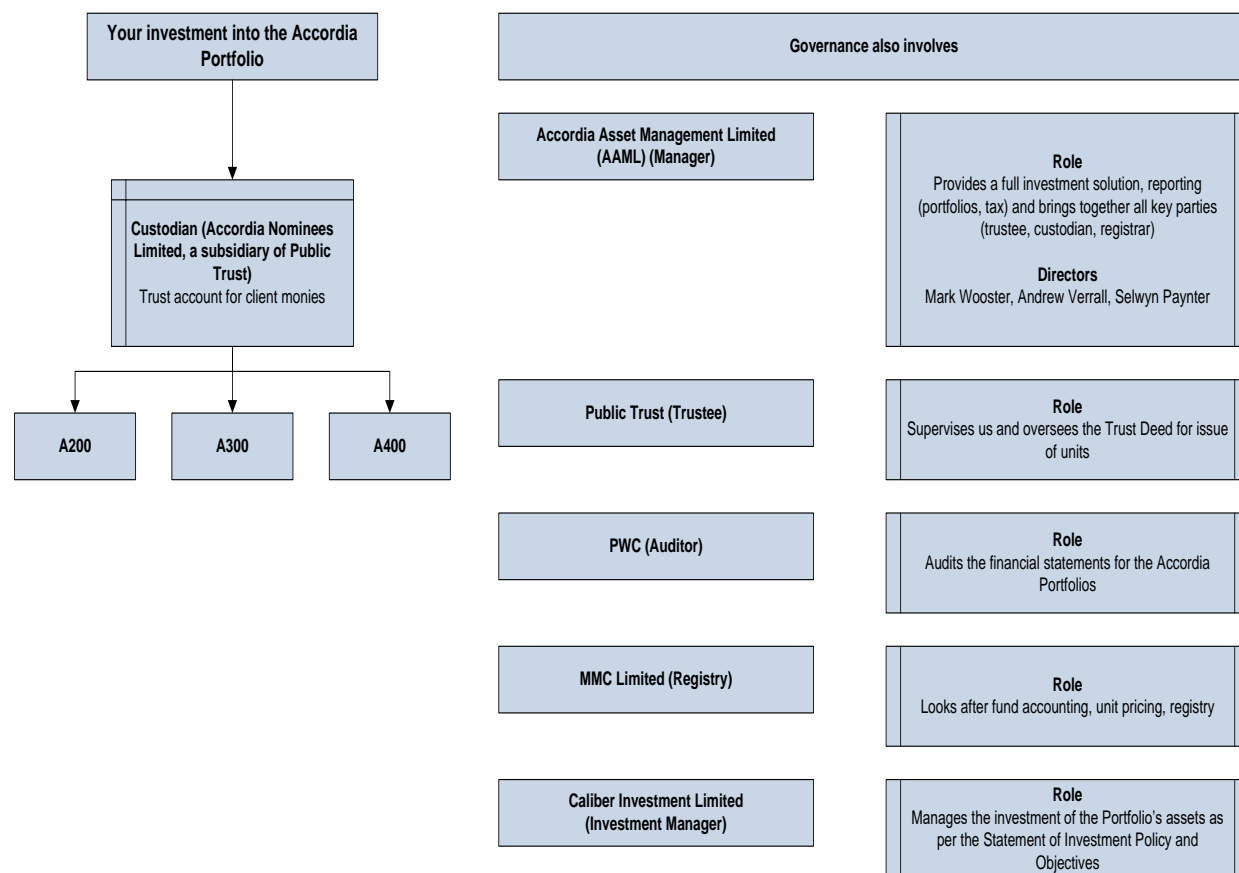 Your investment into the Accordia
Portfolio
Custodian (Accordia Nominees
Limited, a subsidiary of Public
Trust)
Trust account for client monies
A200
A300
A400
Governance also involves
Accordia Asset Management Limited
(AAML) (Manager)
Role
Provides a full investment solution, reporting
(portfolios, tax) and brings together all key parties
(trustee, custodian, registrar)
Directors
Mark Wooster, Andrew Verrall, Selwyn Paynter
Public Trust (Trustee)
Role
Supervises us and oversees the Trust Deed for issue
of units
PWC (Auditor)
Role
Audits the financial statements for the Accordia
Portfolios
MMC Limited (Registry)
Role
Looks after fund accounting, unit pricing, registry
Caliber Investment Limited
(Investment Manager)
Role
Manages the investment of the Portfolio's assets as
per the Statement of Investment Policy and
Objectives